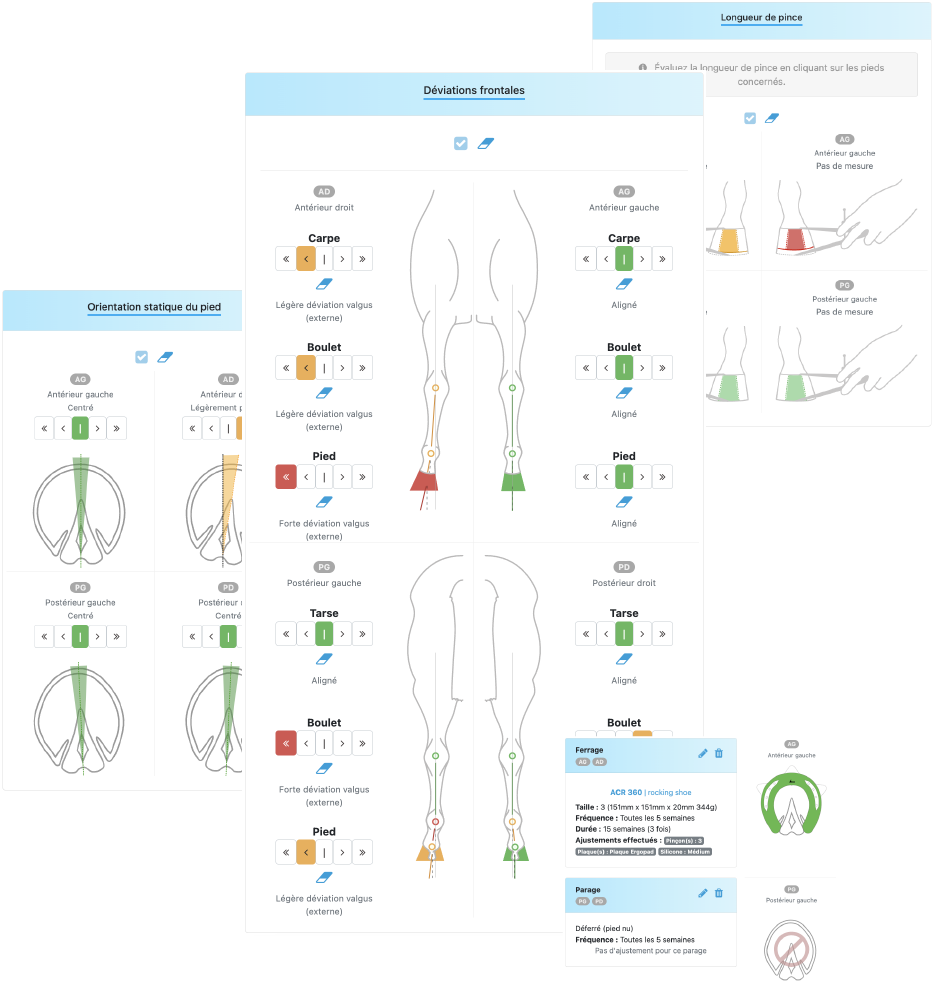 Longueur de pince
Évaluez la longueur de pince en cliquant sur les pieds
concernés.
AG
Antérieur gauche
Pas de mesure
PG
Postérieur gauche
Pas de mesure
Déviations frontales
AD
Antérieur droit
Carpe
« < | > »
Légère déviation valgus
(externe)
Boulet
« < | > »
Légère déviation valgus
(externe)
Pied
« < | > »
Forte déviation valgus
(externe)
AG
Antérieur gauche
Carpe
« < | > »
Aligné
Boulet
« < | > »
Aligné
Pied
« < | > »
Aligné
PG
Postérieur gauche
Tarse
« < | > »
Aligné
Boulet
« < | > »
Forte déviation valgus
(externe)
Pied
« < | > »
Légère déviation valgus
(externe)
PD
Postérieur droit
Tarse
« < | > »
Aligné
Boulet
Orientation statique du pied
AG
Antérieur gauche
Centré
« < | > »
AD
Antérieur
Légèrement
« < |
PG
Postérieur gauche
Centré
« < | > »
PD
Postérieur
Centré
« < |
Ferrage
AG AD
ACR 360 | rocking shoe
Taille : 3 (151mm x 151mm x 20mm 344g)
Fréquence : Toutes les 5 semaines
Durée : 15 semaines (3 fois)
Ajustements effectués : Pinçon(s) : 3
Plaque(s) : Plaque Ergopad Silicone : Médium
AG
Antérieur gauche
Parage
PG PD
Déferré (pied nu)
Fréquence : Toutes les 5 semaines
Pas d'ajustement pour ce parage
PG
Postérieur gauche